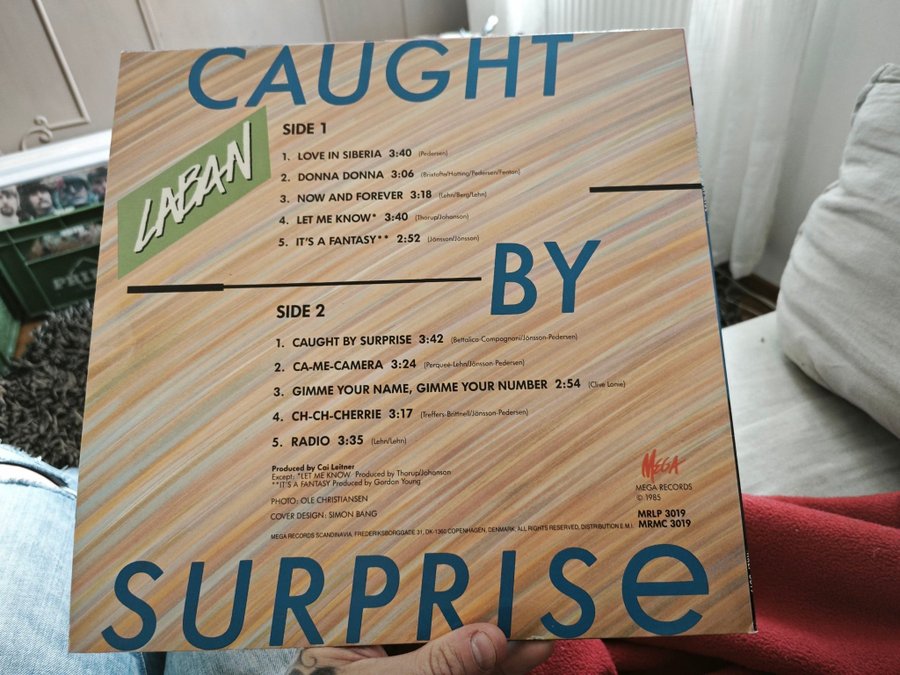 CAUGHT
LABAN
SIDE 1
1. LOVE IN SIBERIA 3:40 (Pedersen)
2. DONNA DONNA 3:06 (Bristofte/Hatting/Pedersen/Fenton)
3. NOW AND FOREVER 3:18 (Lehn/Berg/Lehn)
4. LET ME KNOW* 3:40 (Thorup/Johanson)
5. IT'S A FANTASY** 2:52 (Jönsson/Jönsson)
BY
SIDE 2
1. CAUGHT BY SURPRISE 3:42 (Bettalico-Compagnoni/Jönsson-Pedersen)
2. CA-ME-CAMERA 3:24 (Perqueé-Lehn/Jönsson-Pedersen)
3. GIMME YOUR NAME, GIMME YOUR NUMBER 2:54 (Clive Lorrie)
4. CH-CH-CHERRIE 3:17 (Treffers-Brittnell/Jönsson-Pedersen)
5. RADIO 3:35 (Lehn/Lehn)
Produced by Cai Leitner
Except: *LET ME KNOW Produced by Thorup/Johanson
**IT'S A FANTASY Produced by Gordon Young
PHOTO: OLE CHRISTIANSEN
COVER DESIGN: SIMON BANG
MEGA
MEGA RECORDS
© 1985
MRLP 3019
MRMC 3019
MEGA RECORDS SCANDINAVIA, FREDERIKSBORGGADE 31, DK-1360 COPENHAGEN, DENMARK. ALL RIGHTS RESERVED, DISTRIBUTION E.M.I.
SURPRISe